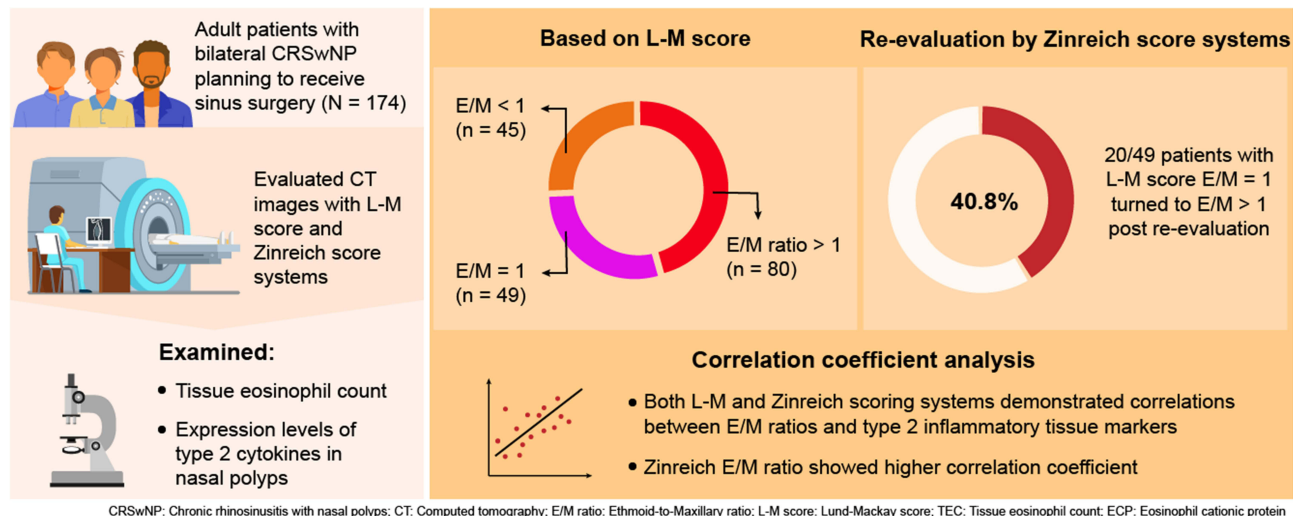 Adult patients with
bilateral CRSwNP
planning to receive
sinus surgery (N = 174)
Evaluated CT
images with L-M
score and
Zinreich score
systems
Examined:
• Tissue eosinophil count
• Expression levels of
type 2 cytokines in
nasal polyps
Based on L-M score
E/M < 1
(n = 45)
E/M = 1
(n = 49)
E/M ratio > 1
(n = 80)
Re-evaluation by Zinreich score systems
40.8%
20/49 patients with
L-M score E/M = 1
turned to E/M > 1
post re-evaluation
Correlation coefficient analysis
• Both L-M and Zinreich scoring systems demonstrated correlations
between E/M ratios and type 2 inflammatory tissue markers
• Zinreich E/M ratio showed higher correlation coefficient
CRSwNP: Chronic rhinosinusitis with nasal polyps; CT: Computed tomography; E/M ratio: Ethmoid-to-Maxillary ratio; L-M score: Lund-Mackay score; TEC: Tissue eosinophil count; ECP: Eosinophil cationic protein